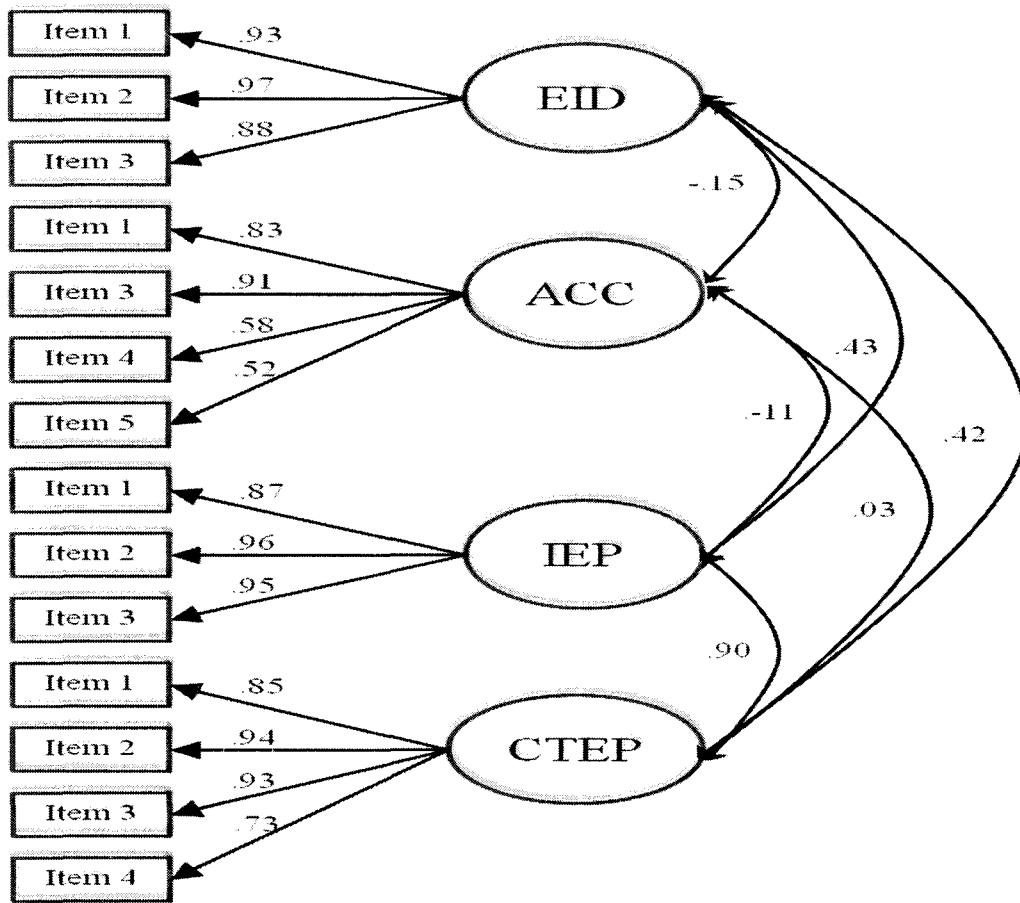 Item 1
.93
EID
Item 2
.97
Item 3
.88
-.15
Item 1
.83
ACC
Item 3
.91
Item 4
.58
.43
Item 5
.52
-.11
.42
Item 1
.87
.03
IEP
Item 2
.96
Item 3
.95
.90
Item 1
.85
CTEP
Item 2
.94
Item 3
.93
Item 4
.73